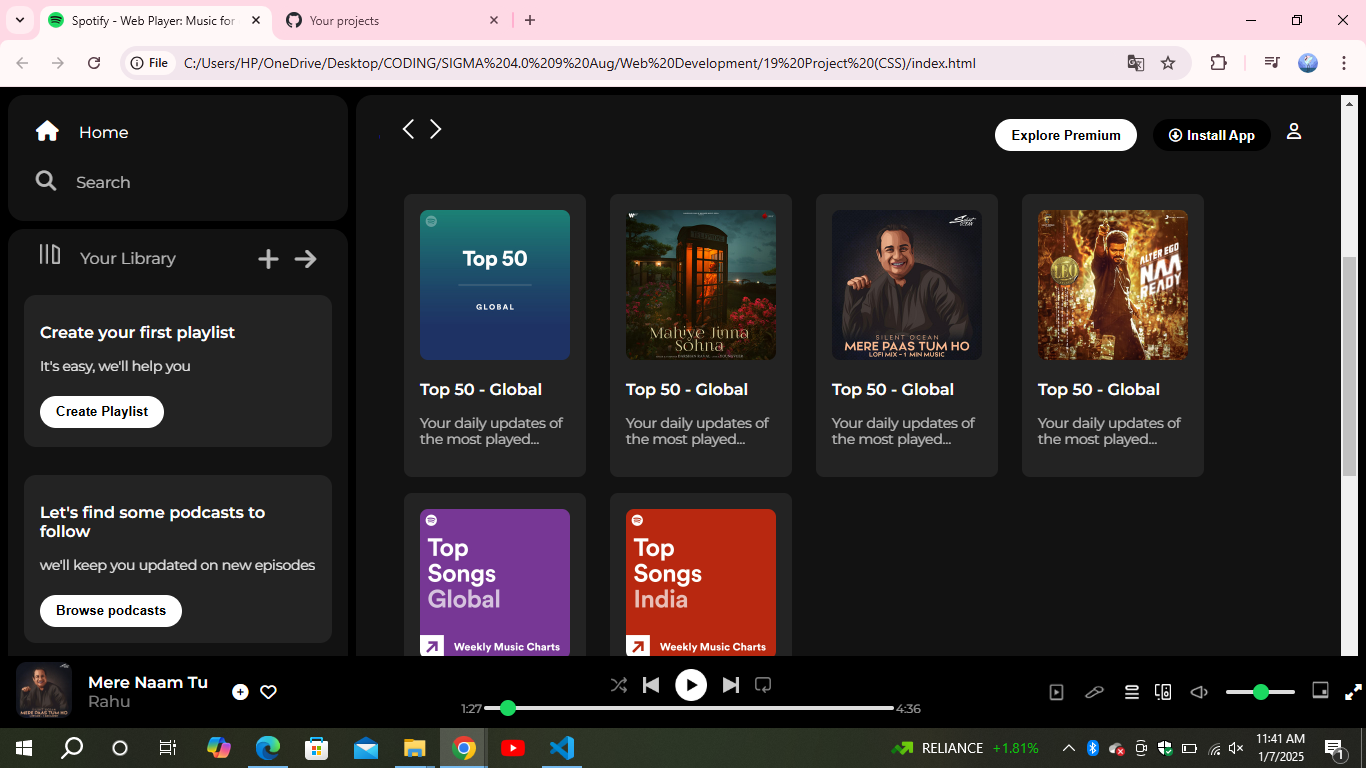 Spotify - Web Player: Music for
Your projects
File
C:/Users/HP/OneDrive/Desktop/CODING/SIGMA%204.0%209%20Aug/Web%20Development/19%20Project%20(CSS)/index.html
Home
Search
Your Library
Create your first playlist
It's easy, we'll help you
Create Playlist
Let's find some podcasts to
follow
we'll keep you updated on new episodes
Browse podcasts
Explore Premium
Install App
Top 50
GLOBAL
Mahiye Jinna
Sohna
SILENT OCEAN
MERE PAAS TUM HO
LOFI MIX - 1 MIN MUSIC
LEO
ALTER EGO
NAA
READY
Top 50 - Global
Your daily updates of
the most played...
Top 50 - Global
Your daily updates of
the most played...
Top 50 - Global
Your daily updates of
the most played...
Top 50 - Global
Your daily updates of
the most played...
Top
Songs
Global
Weekly Music Charts
Top
Songs
India
Weekly Music Charts
MERE PAAS TUM HO
Mere Naam Tu
Rahu
1:27
4:36
RELIANCE +1.81%
11:41 AM
1/7/2025
1